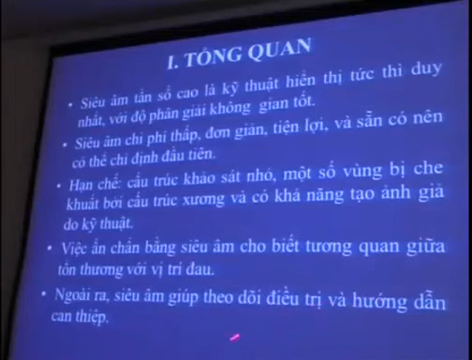 I. TỔNG QUAN
• Siêu âm tần số cao là kỹ thuật hiển thị tức thì duy
nhất, với độ phân giải không gian tốt.
• Siêu âm chi phí thấp, đơn giản, tiện lợi, và sẵn có nên
có thể chỉ định đầu tiên.
• Hạn chế: cấu trúc khảo sát nhỏ, một số vùng bị che
khuất bởi cấu trúc xương và có khả năng tạo ảnh giả
do kỹ thuật.
• Việc ấn chẩn bằng siêu âm cho biết tương quan giữa
tổn thương với vị trí đau.
• Ngoài ra, siêu âm giúp theo dõi điều trị và hướng dẫn
can thiệp.